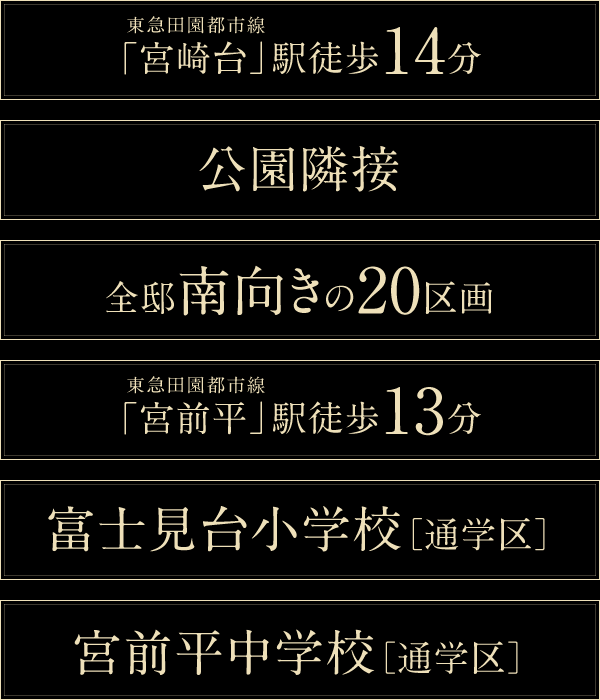 東急田園都市線
「宮崎台」駅徒歩14分
公園隣接
全邸南向きの20区画
東急田園都市線
「宮前平」駅徒歩13分
富士見台小学校［通学区］
宮前平中学校［通学区］